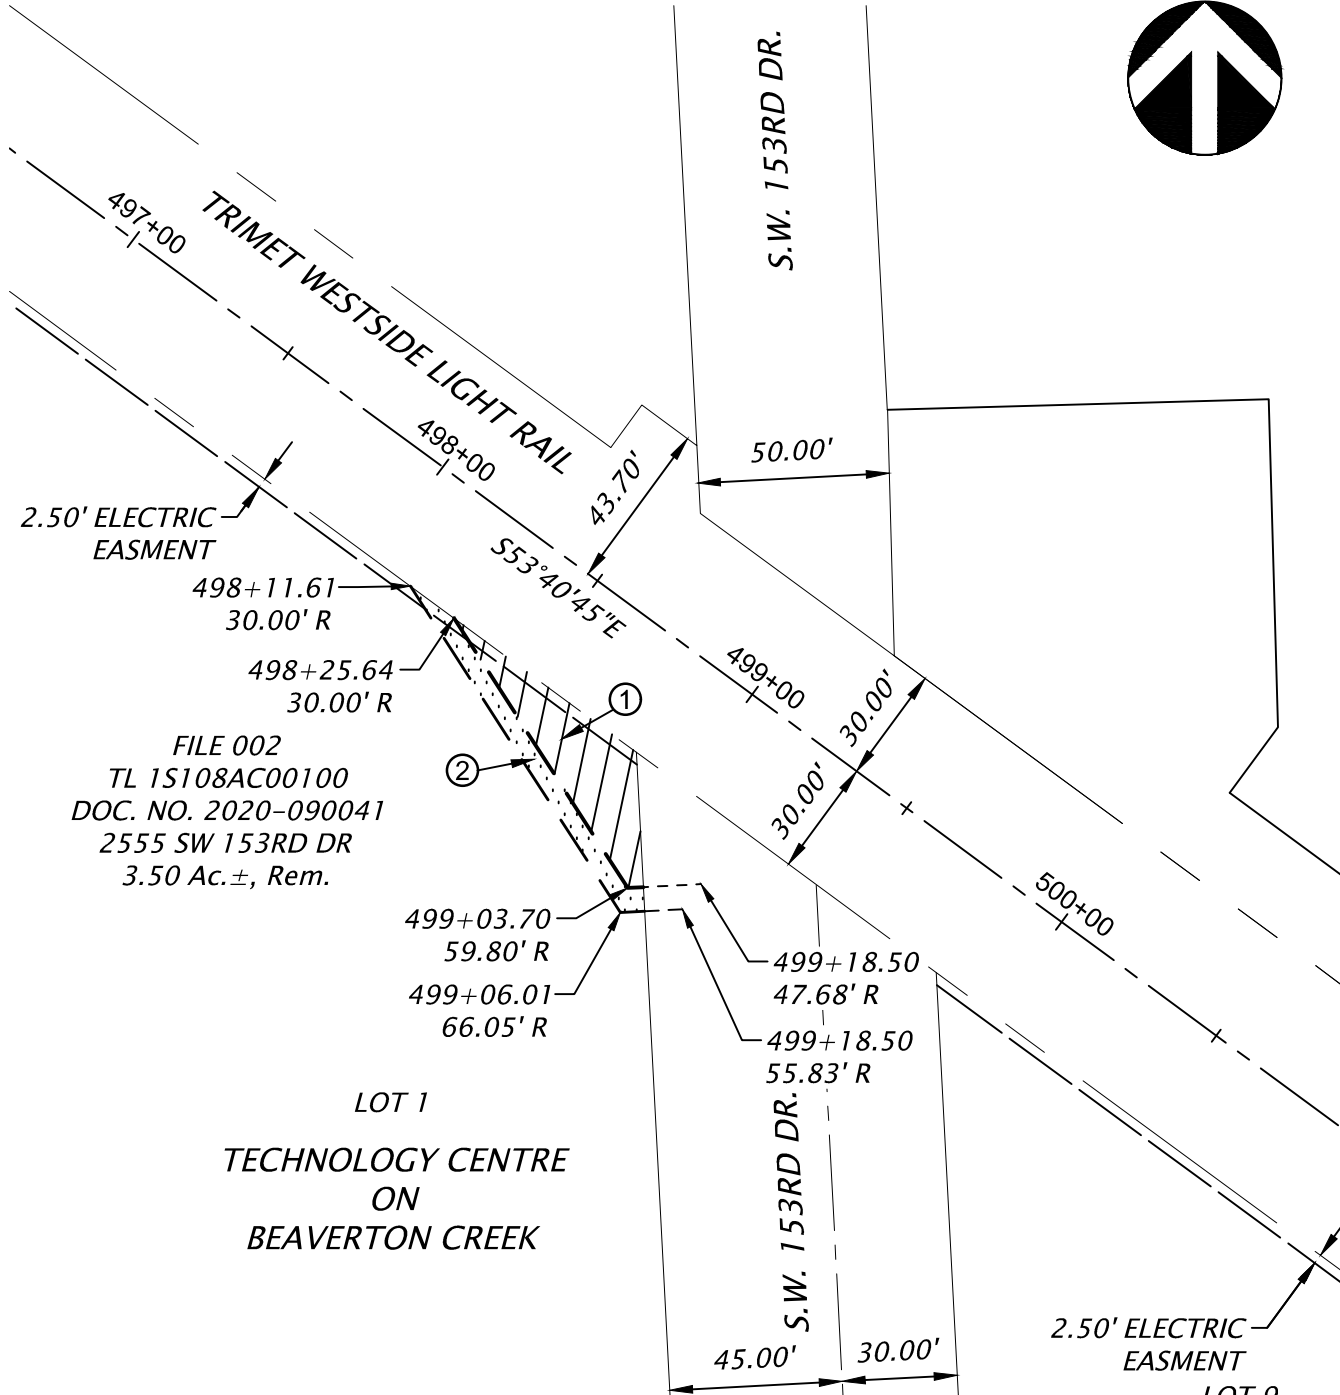 S.W. 153RD DR.
497+00
TRIMET WESTSIDE LIGHT RAIL
498+00
43.70'
50.00'
2.50' ELECTRIC
EASMENT
S53°40'45"E
498+11.61
30.00' R
498+25.64
30.00' R
499+00
30.00'
30.00'
1
2
FILE 002
TL 1S108AC00100
DOC. NO. 2020-090041
2555 SW 153RD DR
3.50 Ac.±, Rem.
500+00
499+03.70
59.80' R
499+06.01
66.05' R
499+18.50
47.68' R
499+18.50
55.83' R
LOT 1
TECHNOLOGY CENTRE
ON
BEAVERTON CREEK
S.W. 153RD DR.
45.00'
30.00'
2.50' ELECTRIC
EASMENT